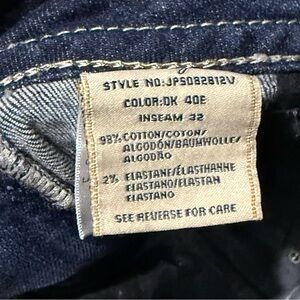 STYLE NO:JP5082B12V
COLOR:DK 40E
INSEAM 32
98% COTTON/COTON/
ALGODÓN/BAUMWOLLE/
ALGODÃO
2% ELASTANE/ÉLASTHANNE
ELASTANO/ELASTAN
ELASTANO
SEE REVERSE FOR CARE